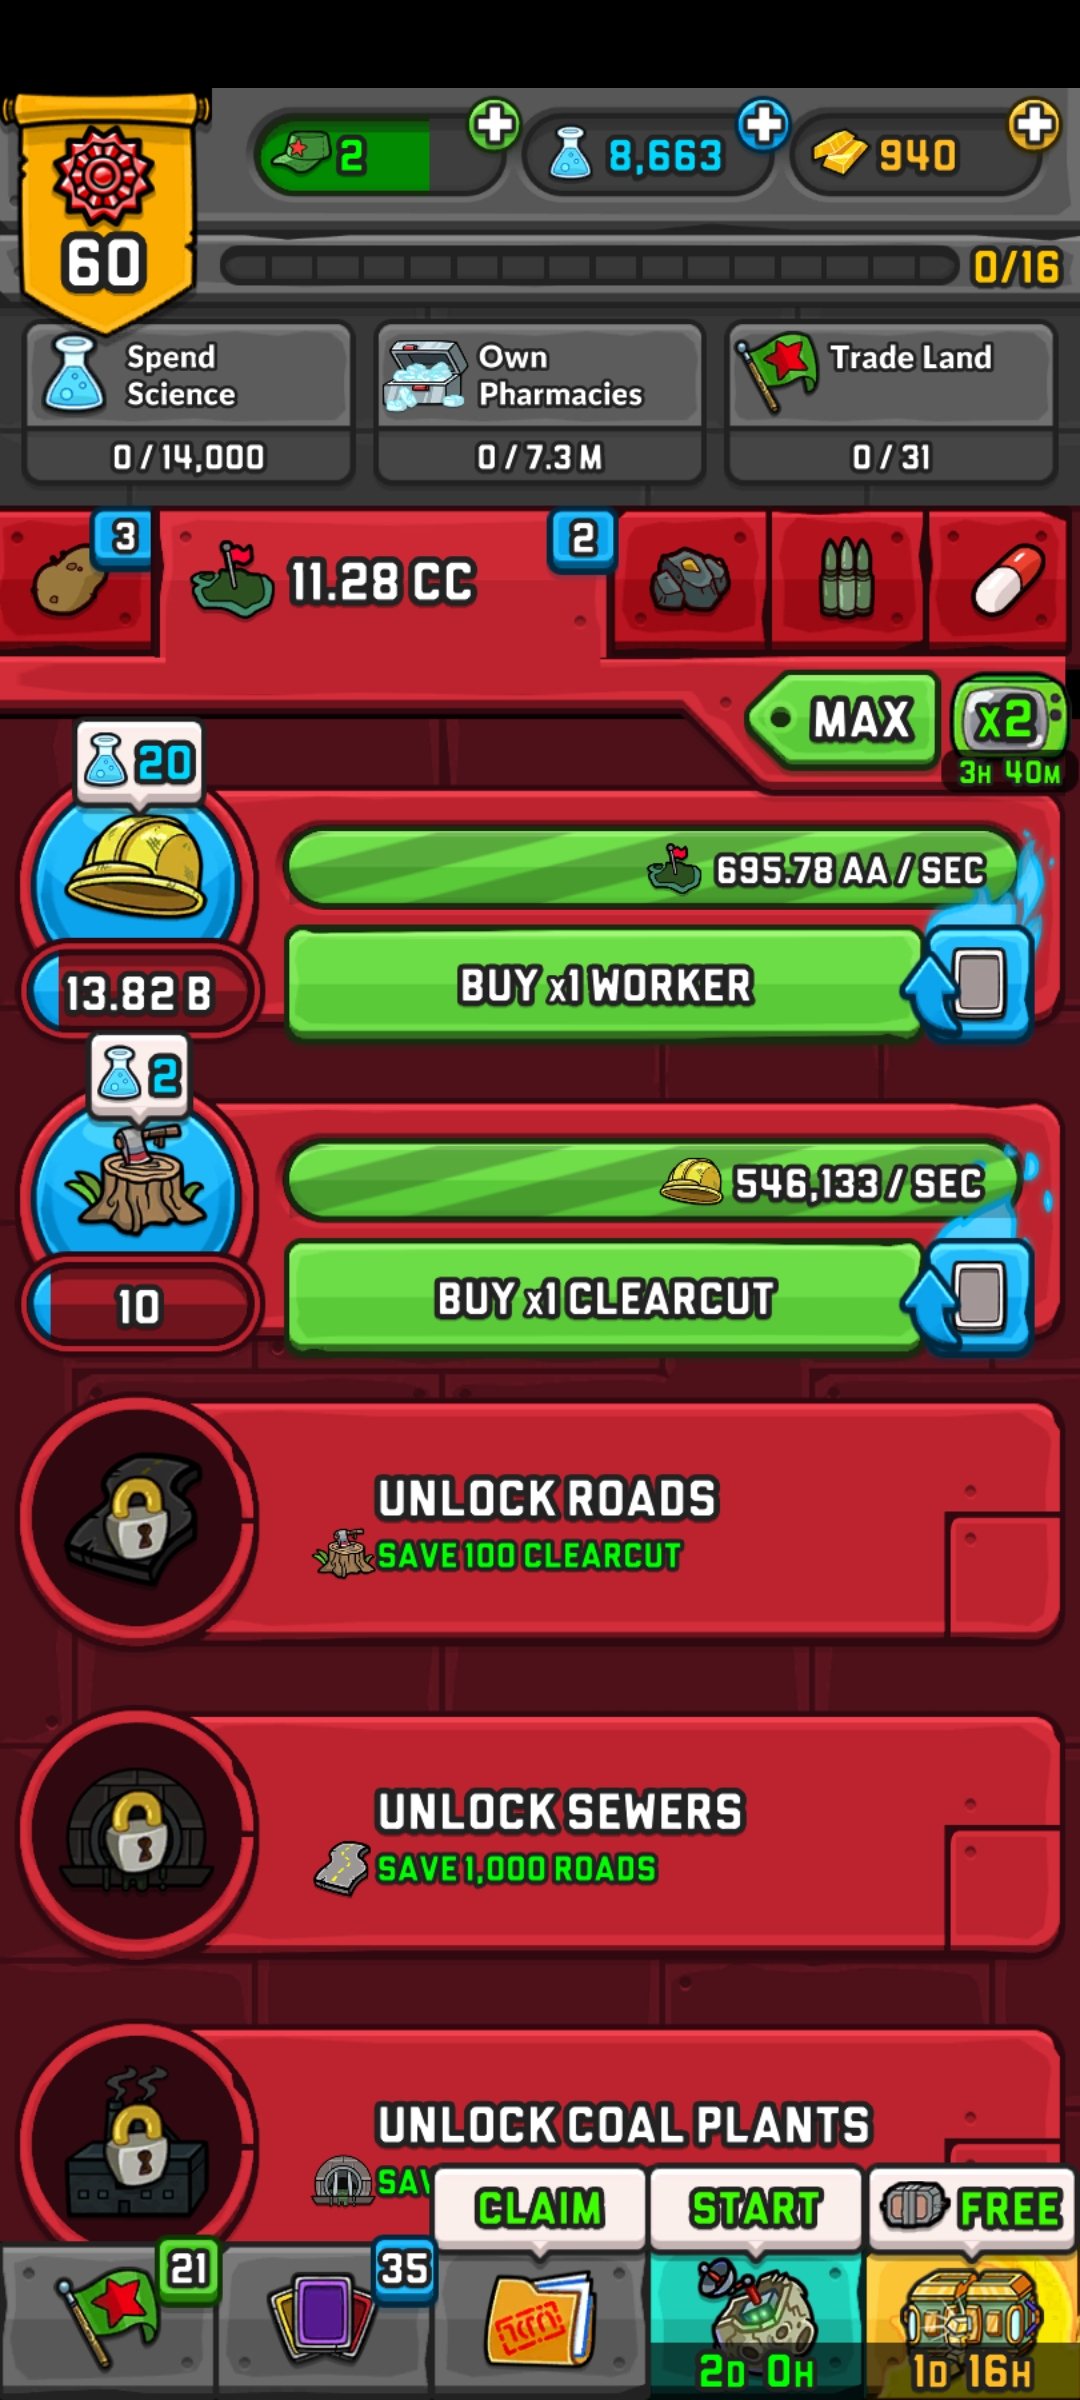 60
2
8,663
940
0/16
Spend
Science
0/14,000
Own
Pharmacies
0/7.3 M
Trade Land
0/31
3
11.28 CC
2
MAX
x2
3H 40M
20
695.78 AA/SEC
13.82 B
BUY x1 WORKER
2
546,133/SEC
10
BUY x1 CLEARCUT
UNLOCK ROADS
SAVE 100 CLEARCUT
UNLOCK SEWERS
SAVE 1,000 ROADS
UNLOCK COAL PLANTS
CLAIM
START
FREE
21
35
2D 0H
1D 16H